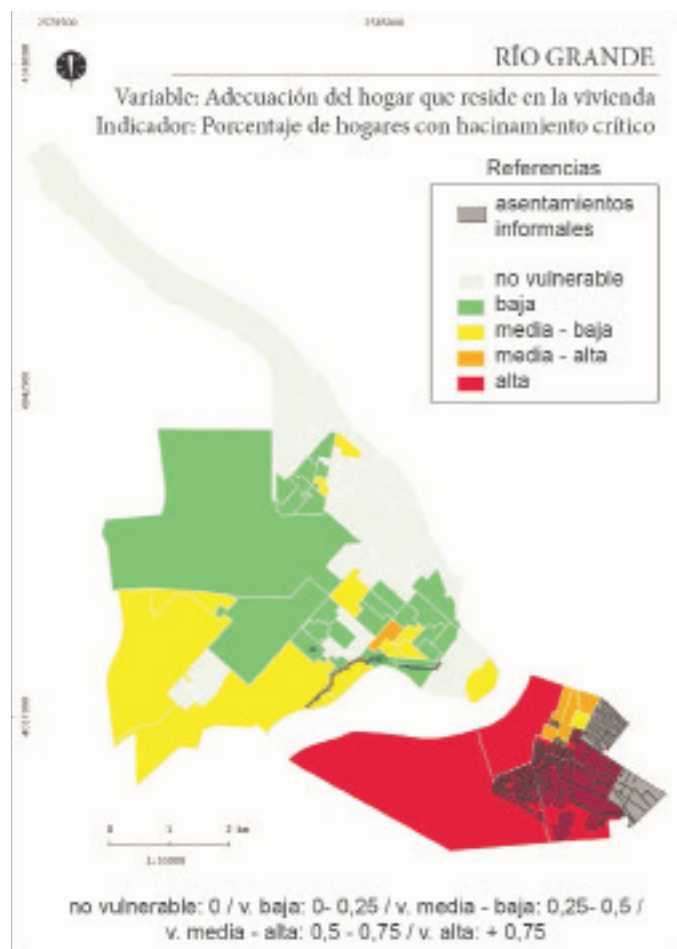 RÍO GRANDE
Variable: Adecuación del hogar que reside en la vivienda
Indicador: Porcentaje de hogares con hacinamiento crítico
Referencias
asentamientos
informales
no vulnerable
baja
media - baja
media - alta
alta
0 1 2 km
no vulnerable: 0 / v. baja: 0- 0,25 / v. media - baja: 0,25- 0,5 /
v. media - alta: 0,5 - 0,75 / v. alta: + 0,75